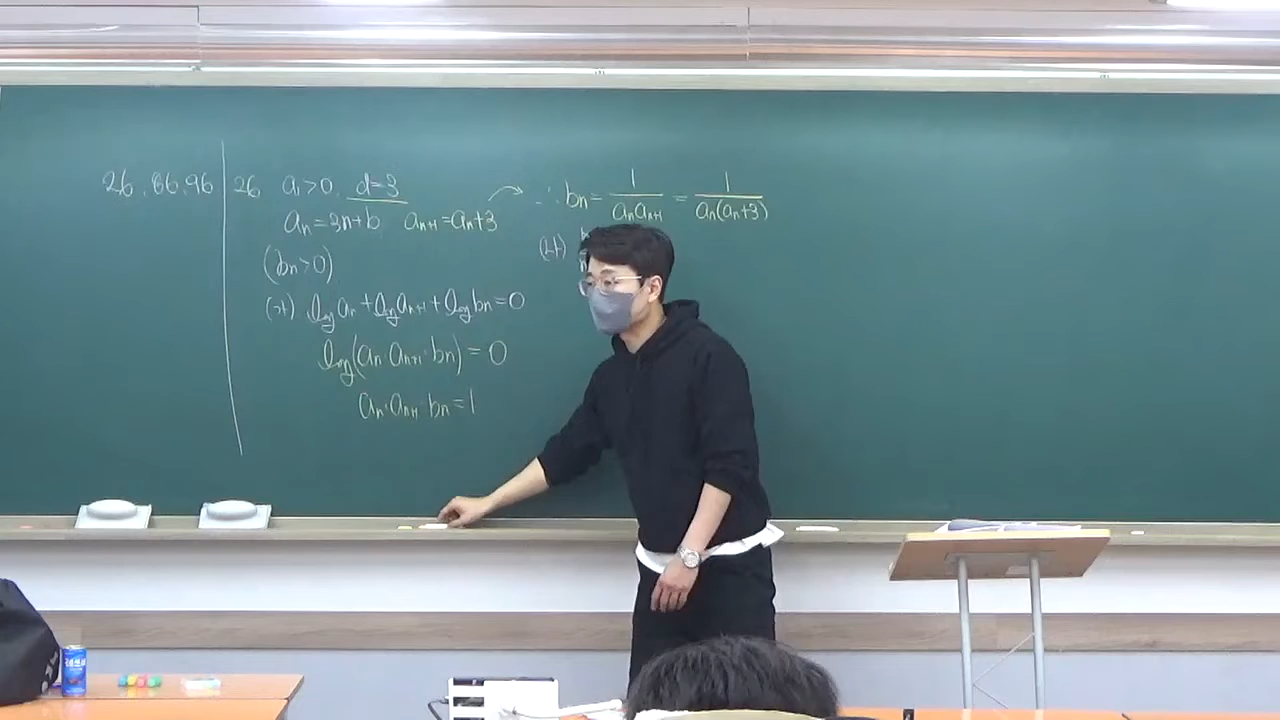 26. 86. 96
26. a₁>0. d=3
aₙ=3n+b aₙ₊₁=aₙ+3
(bₙ>0)
(가) log aₙ+log aₙ₊₁+log bₙ=0
log(aₙ·aₙ₊₁·bₙ)=0
aₙ·aₙ₊₁·bₙ=1
∴ bₙ= 1/(aₙaₙ₊₁) = 1/(aₙ(aₙ+3))
(나)